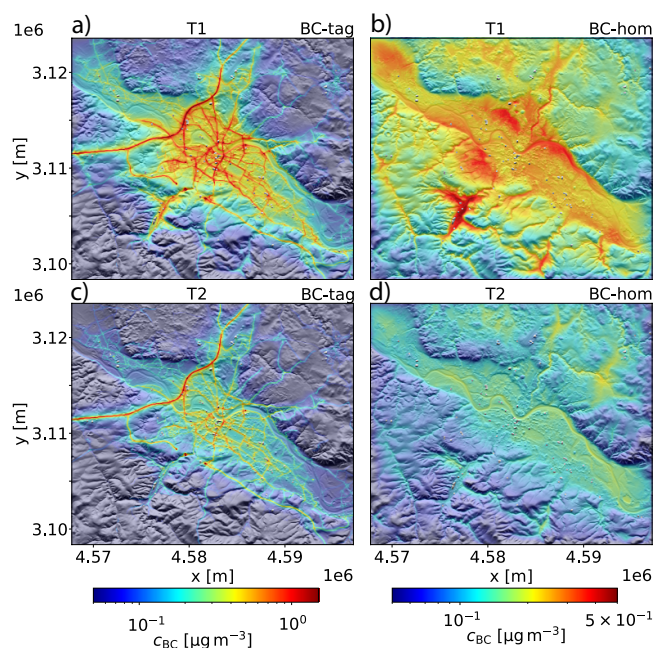 a) T1 BC-tag b) T1 BC-hom
1e6
3.12
3.11
3.10
y [m]
c) T2 BC-tag d) T2 BC-hom
1e6
3.12
3.11
3.10
y [m]
4.57 4.58 4.59 4.57 4.58 4.59
x [m] 1e6 x [m] 1e6
10⁻¹ 10⁰ 10⁻¹ 5 × 10⁻¹
c_BC [µg m⁻³] c_BC [µg m⁻³]